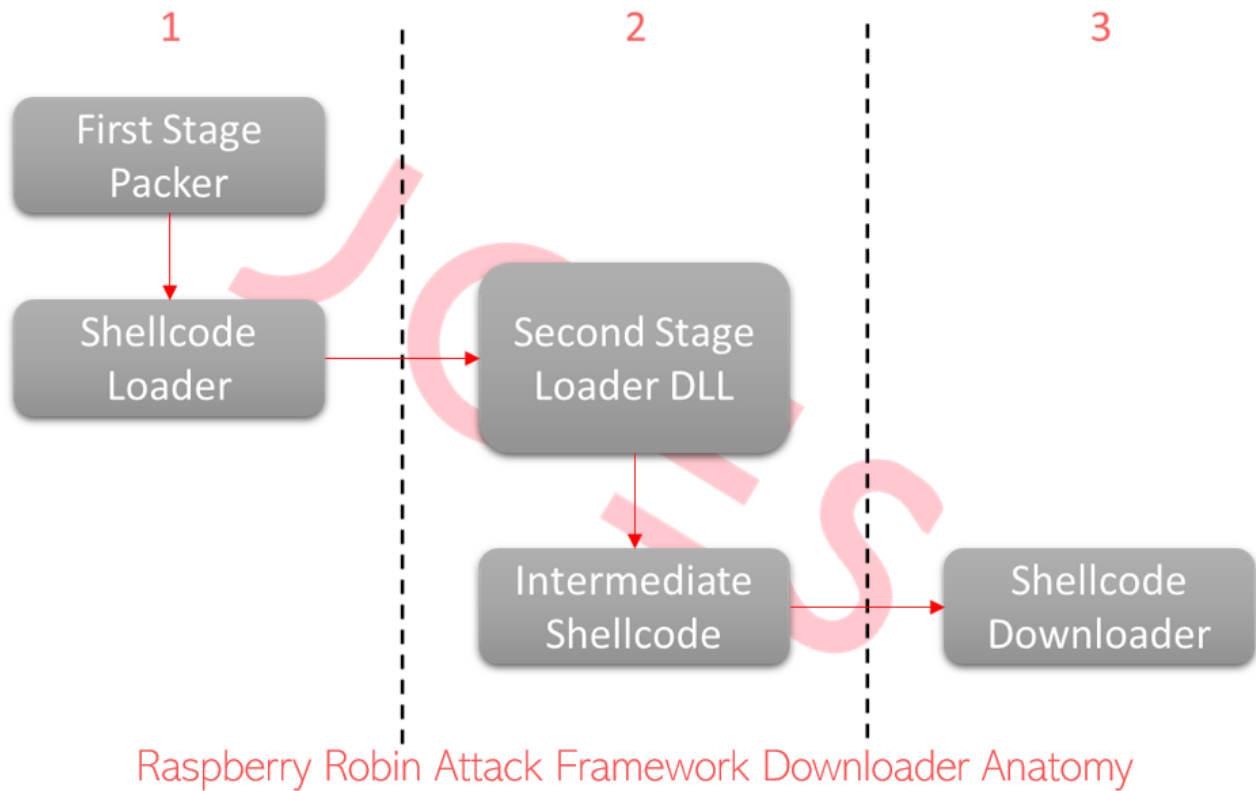 1
2
3
First Stage
Packer
Shellcode
Loader
Second Stage
Loader DLL
Intermediate
Shellcode
Shellcode
Downloader
Raspberry Robin Attack Framework Downloader Anatomy